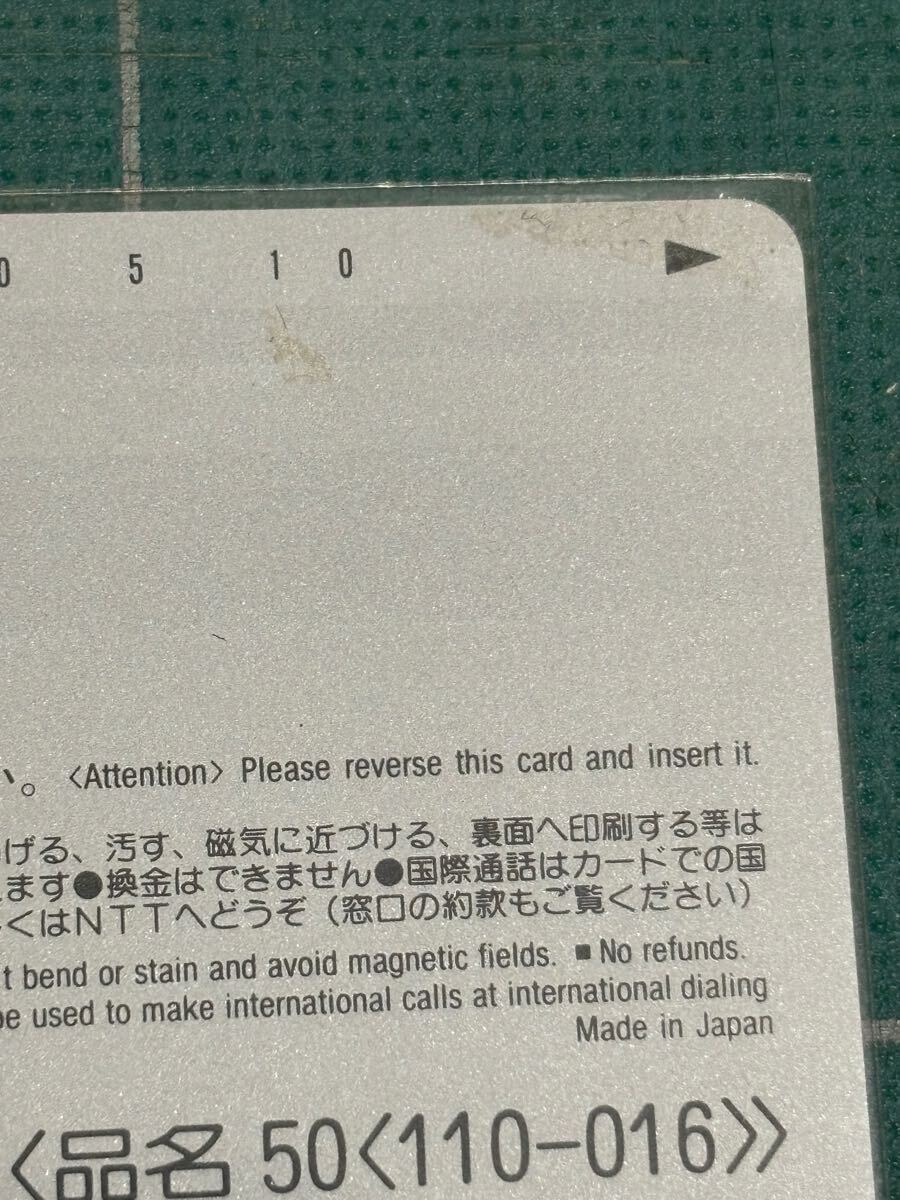 0 5 10
い。〈Attention〉Please reverse this card and insert it.
げる、汚す、磁気に近づける、裏面へ印刷する等は
ます●換金はできません●国際通話はカードでの国
くはNTTへどうぞ（窓口の約款もご覧ください）
t bend or stain and avoid magnetic fields. ■ No refunds.
be used to make international calls at international dialing
Made in Japan
〈品名 50〈110-016〉〉